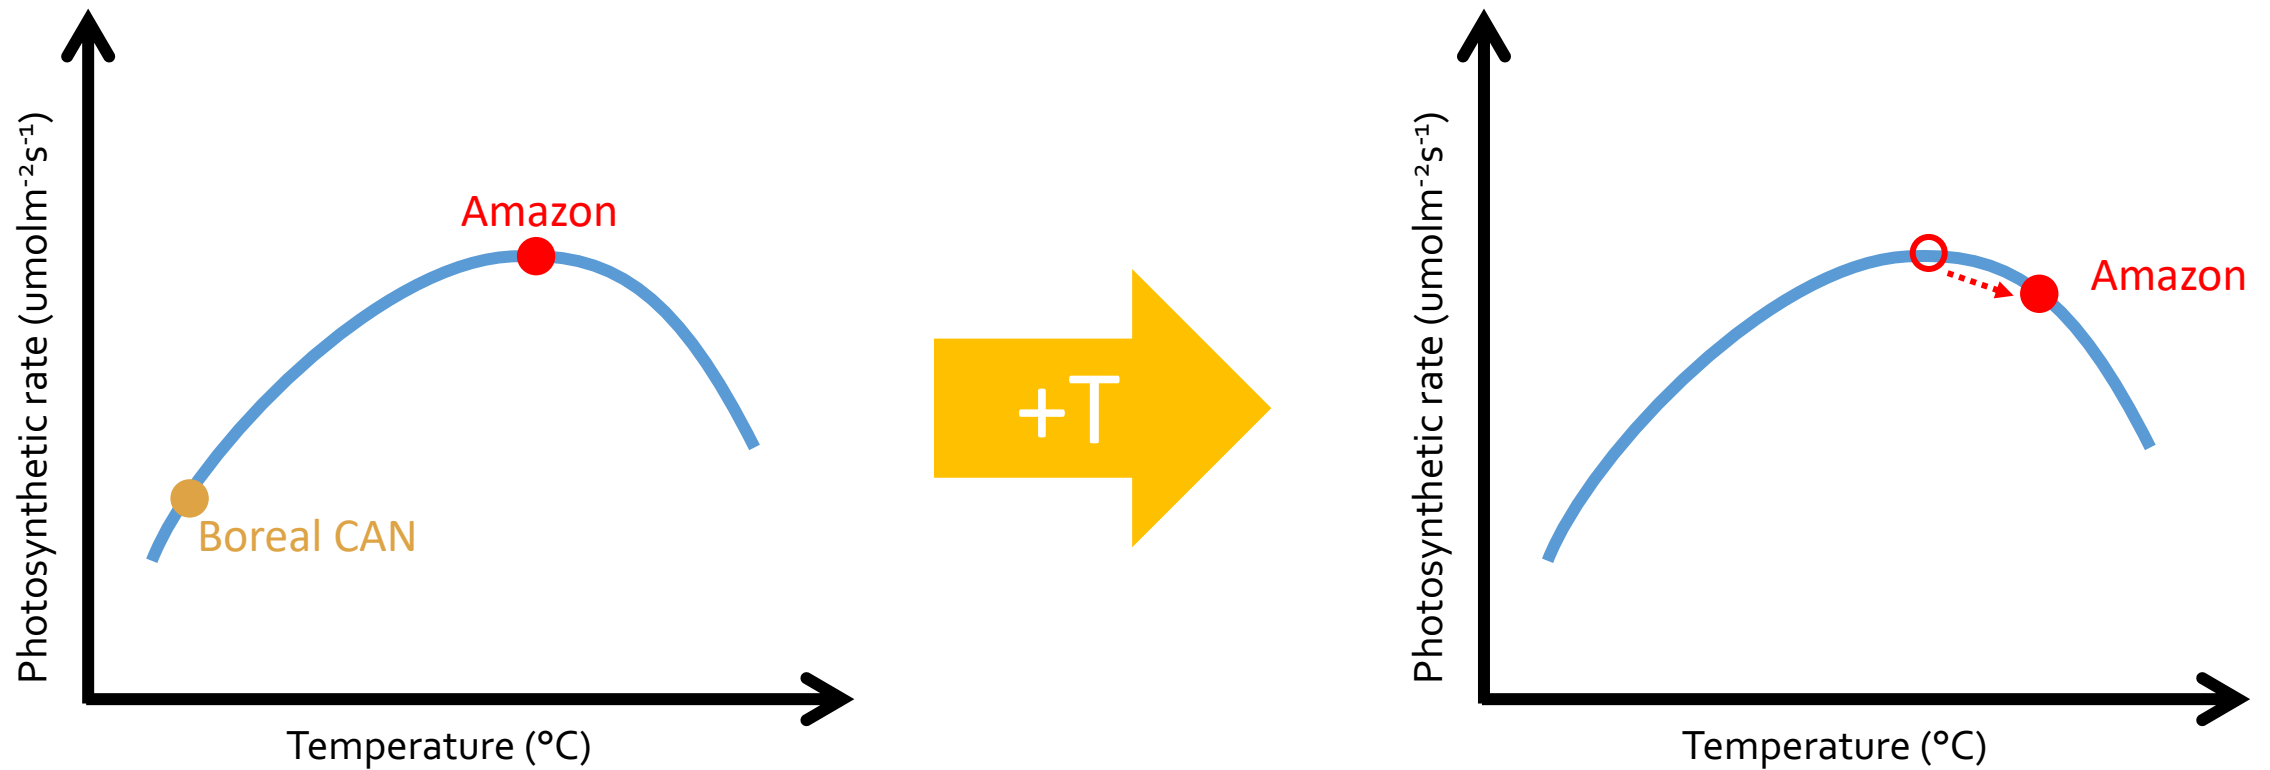 Photosynthetic rate (umolm⁻²s⁻¹)
Amazon
Boreal CAN
Temperature (°C)
+T
Photosynthetic rate (umolm⁻²s⁻¹)
Amazon
Temperature (°C)